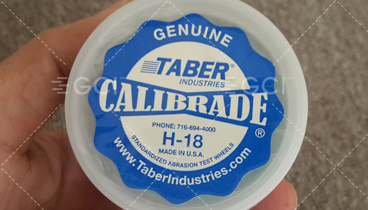 GENUINE
TABER®
INDUSTRIES
CALIBRADE®
PHONE: 716-694-4000
H-18
MADE IN U.S.A.
STANDARDIZED ABRASION TEST WHEELS
www.TaberIndustries.com